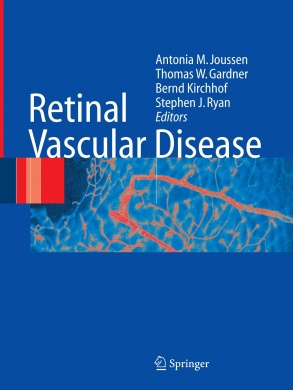 Antonia M. Joussen
Thomas W. Gardner
Bernd Kirchhof
Stephen J. Ryan
Editors
Retinal
Vascular Disease
Springer